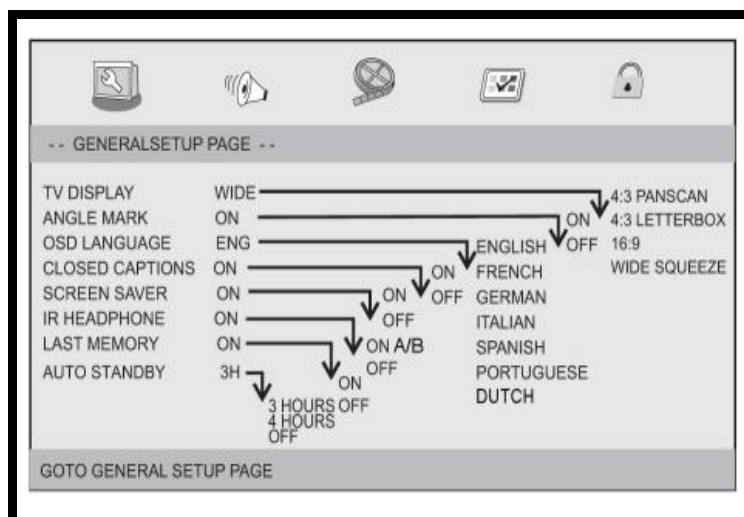 -- GENERALSETUP PAGE --
TV DISPLAY WIDE
ANGLE MARK ON
OSD LANGUAGE ENG
CLOSED CAPTIONS ON
SCREEN SAVER ON
IR HEADPHONE ON
LAST MEMORY ON
AUTO STANDBY 3H
3 HOURS
4 HOURS
OFF
ON
OFF
ON A/B
OFF
ON
OFF
ON
OFF
ENGLISH
FRENCH
GERMAN
ITALIAN
SPANISH
PORTUGUESE
DUTCH
ON
OFF
4:3 PANSCAN
4:3 LETTERBOX
16:9
WIDE SQUEEZE
GOTO GENERAL SETUP PAGE